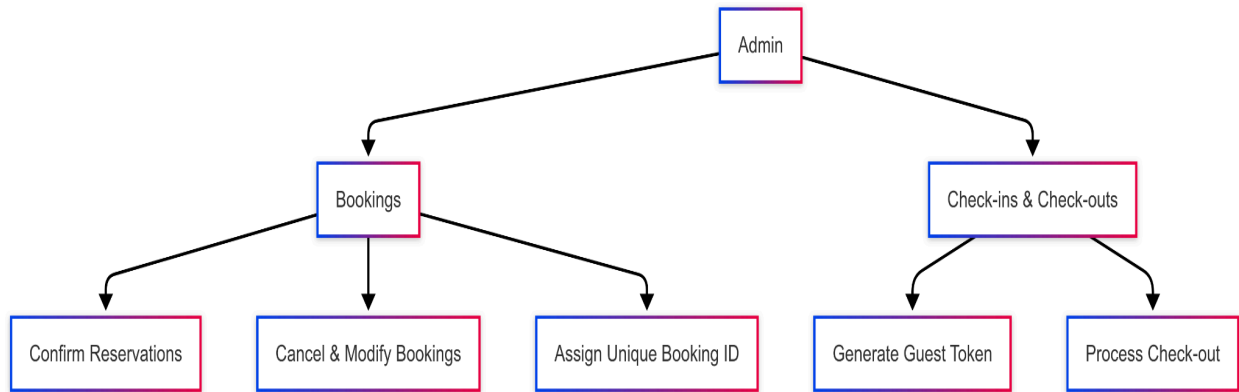 Admin
Bookings
Check-ins & Check-outs
Confirm Reservations
Cancel & Modify Bookings
Assign Unique Booking ID
Generate Guest Token
Process Check-out